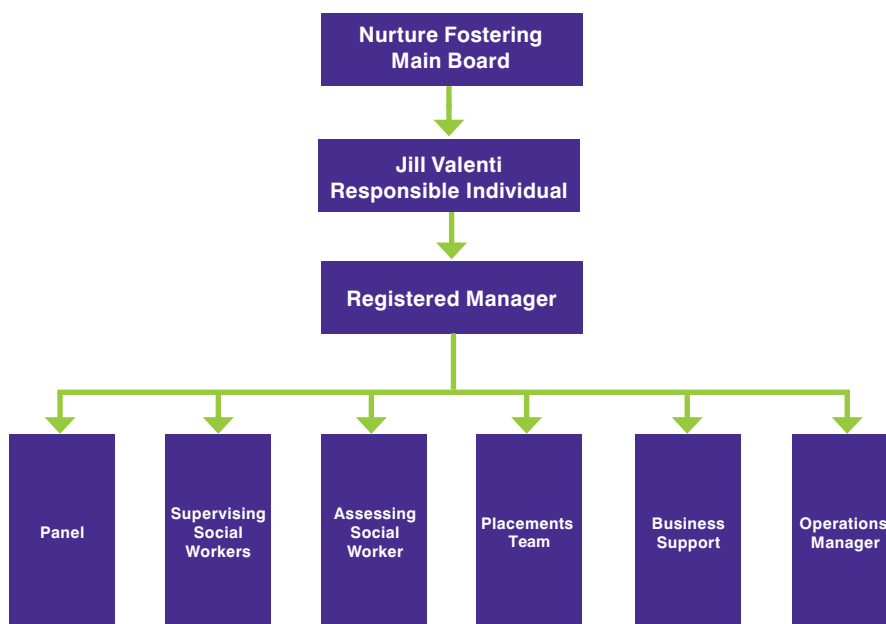 Nurture Fostering
Main Board
Jill Valenti
Responsible Individual
Registered Manager
Panel
Supervising
Social
Workers
Assessing
Social
Worker
Placements
Team
Business
Support
Operations
Manager